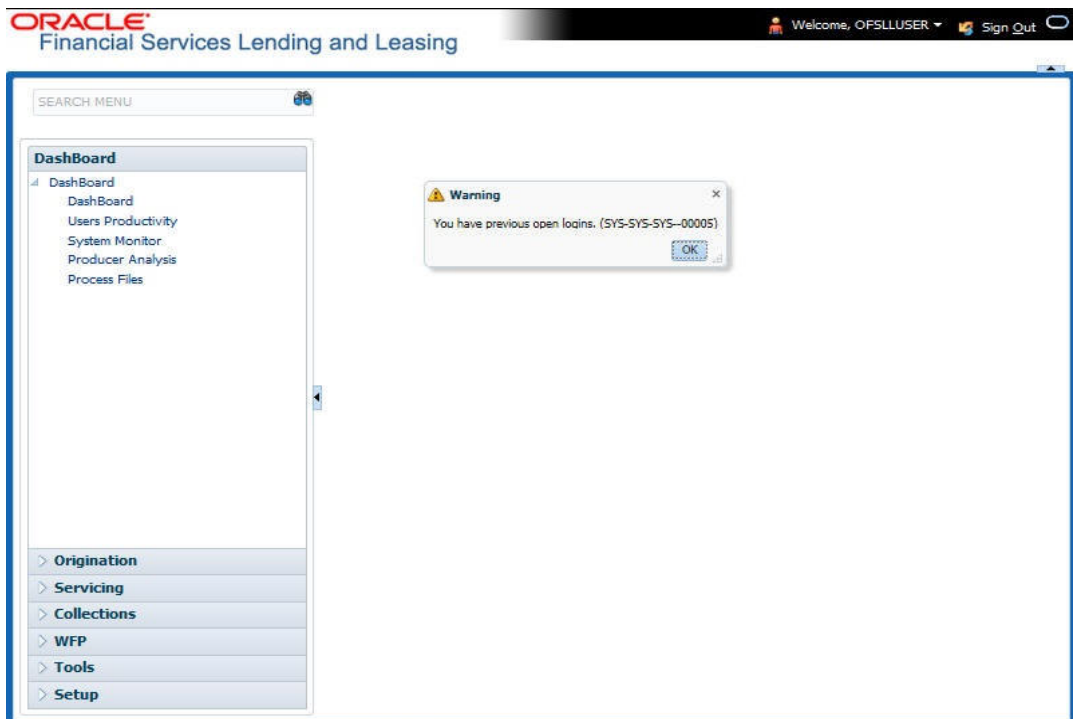 ORACLE
Financial Services Lending and Leasing
Welcome, OFSLLUSER
Sign Out
SEARCH MENU
DashBoard
DashBoard
DashBoard
Users Productivity
System Monitor
Producer Analysis
Process Files
Warning
You have previous open logins. (SYS-SYS-SYS--00005)
OK
Origination
Servicing
Collections
WFP
Tools
Setup